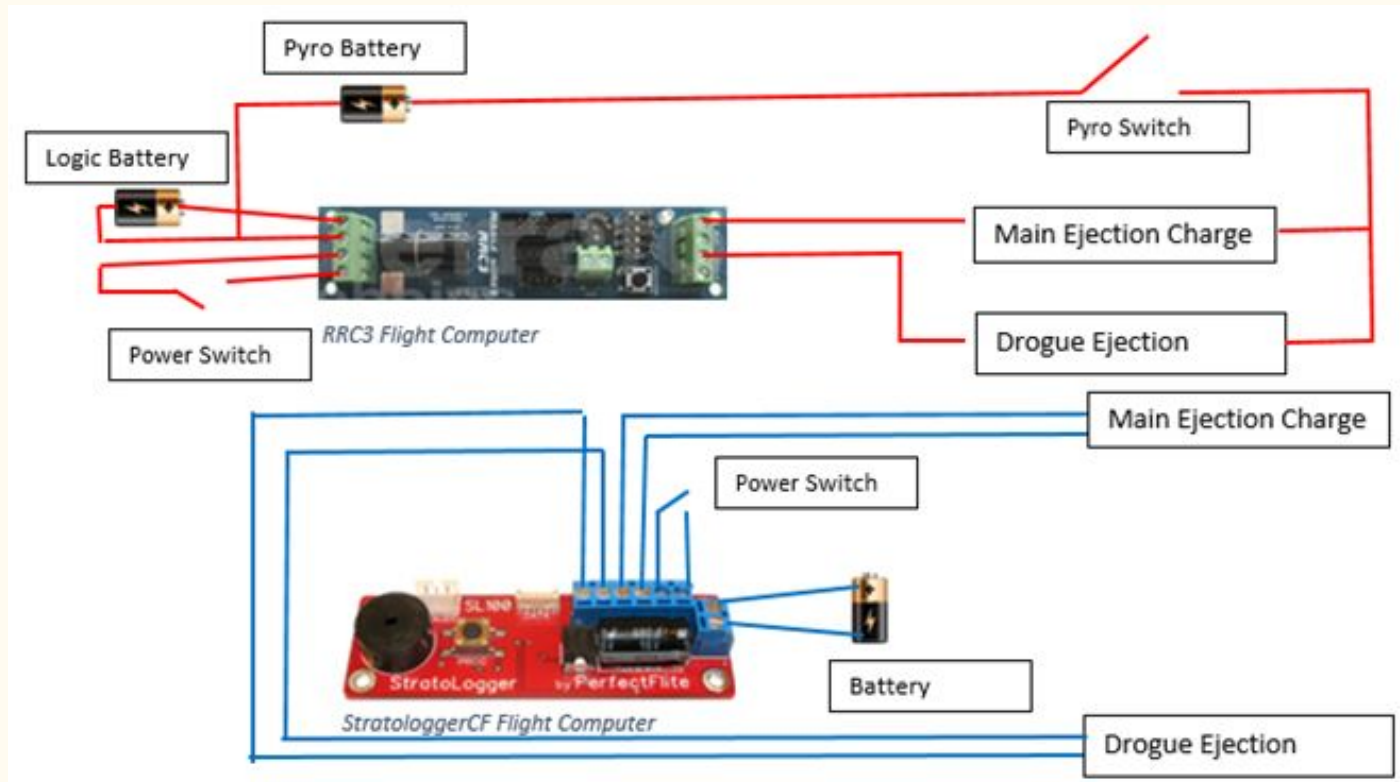 Pyro Battery
Pyro Switch
Logic Battery
Main Ejection Charge
RRC3
RRC3 Flight Computer
Power Switch
Drogue Ejection
Main Ejection Charge
Power Switch
SL100
StratoLogger
by PerfectFlite
Battery
StratologgerCF Flight Computer
Drogue Ejection